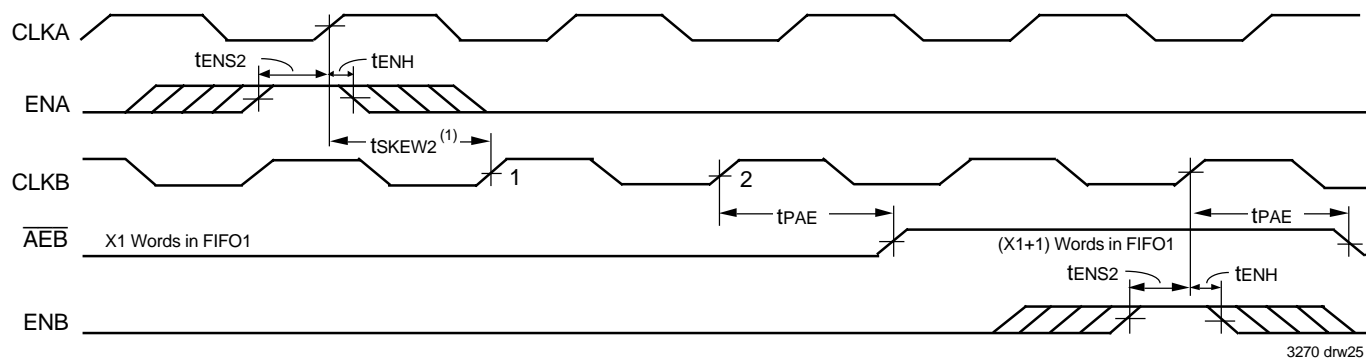 CLKA
tENS2 tENH
ENA
tSKEW2 (1)
CLKB 1 2
tPAE tPAE
AEB X1 Words in FIFO1 (X1+1) Words in FIFO1
tENS2 tENH
ENB
3270 drw25